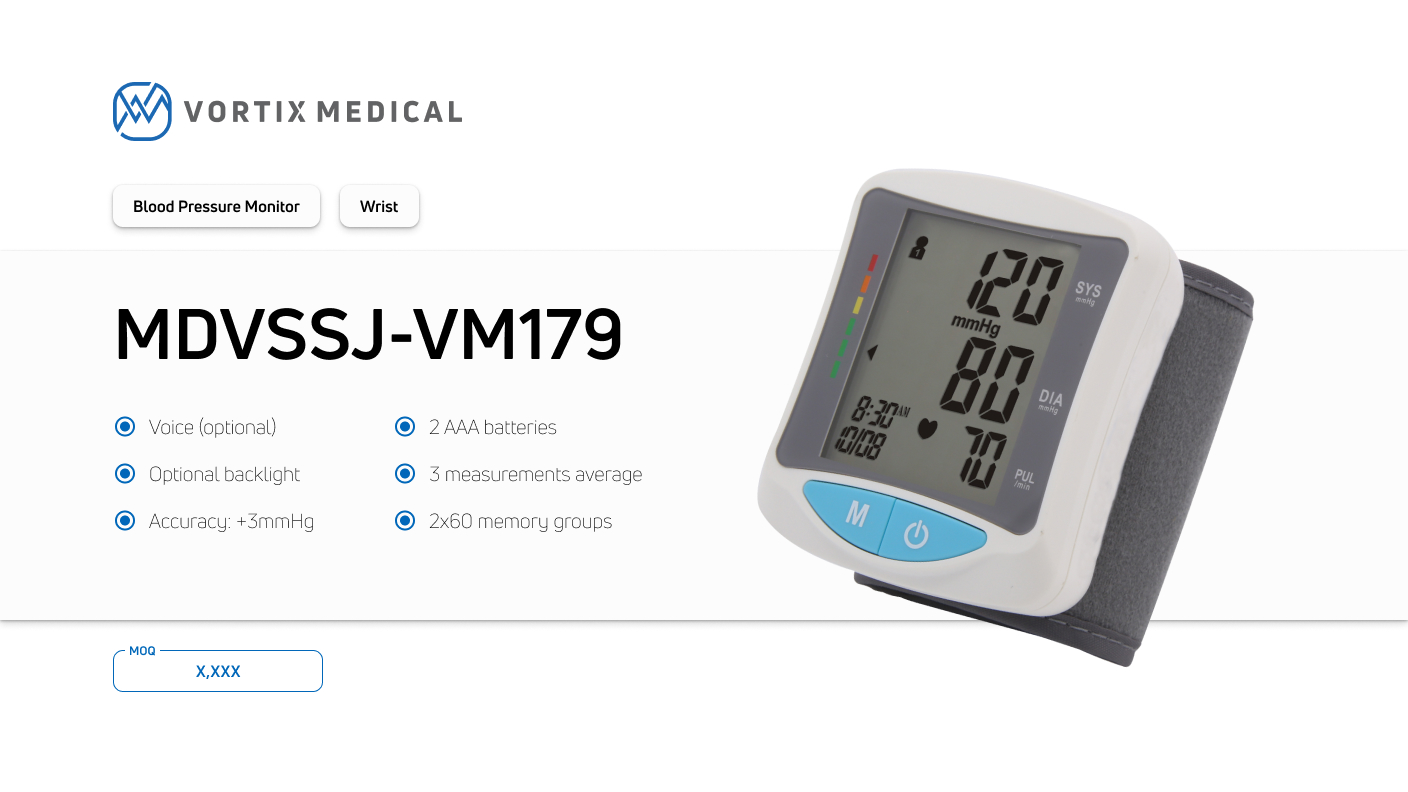 VORTIX MEDICAL
Blood Pressure Monitor
Wrist
MDVSSJ-VM179
Voice (optional)
2 AAA batteries
Optional backlight
3 measurements average
Accuracy: +3mmHg
2x60 memory groups
MOQ
X,XXX
1
120
SYS
mmHg
mmHg
80
DIA
mmHg
8:30 AM
10/08
70
PUL
/min
M